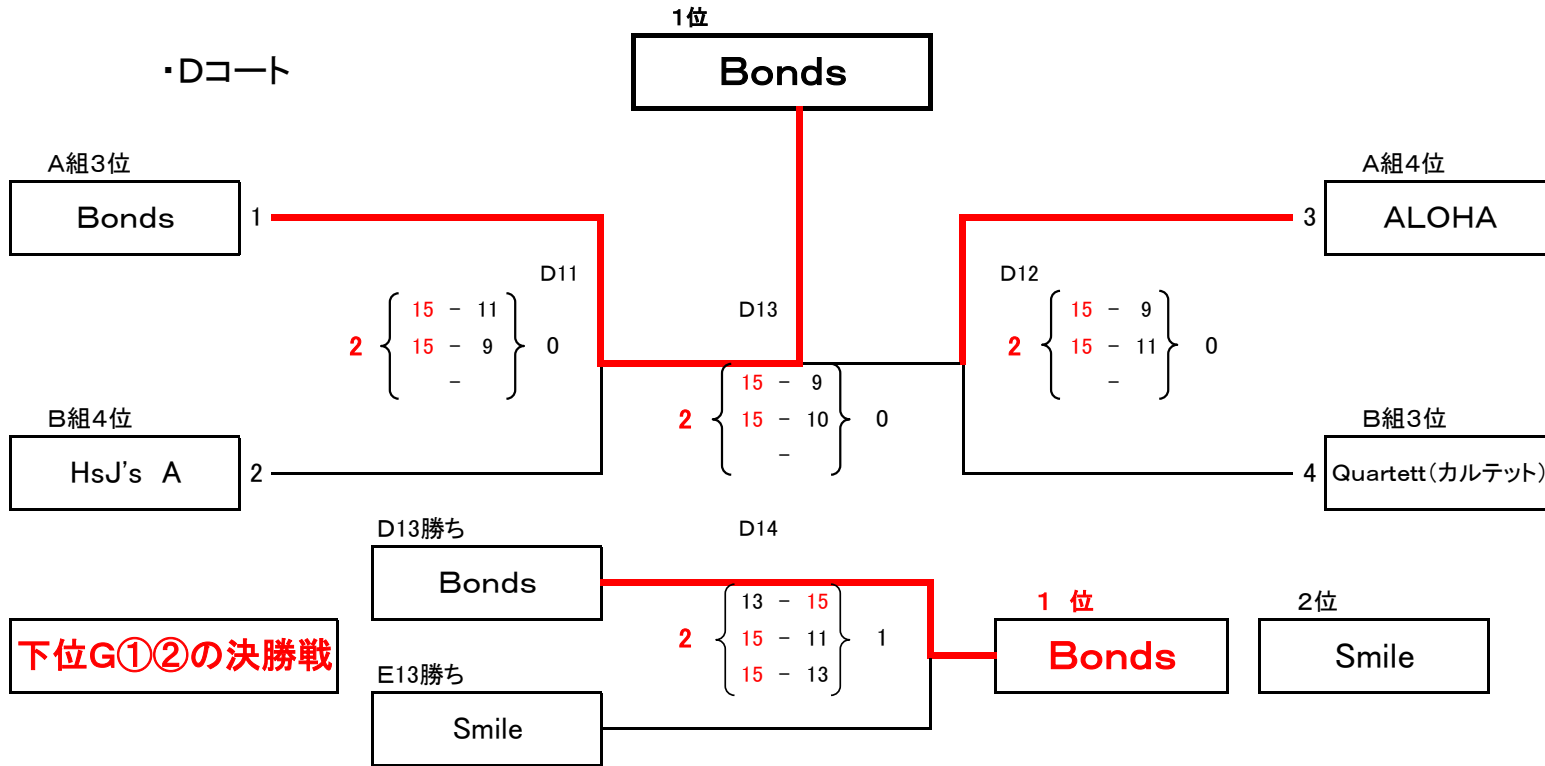 1位
・Dコート
Bonds
A組3位
A組4位
Bonds 1
3 ALOHA
D11
D13
D12
15 - 11
2 15 - 9 0
-
15 - 9
2 15 - 11 0
-
15 - 9
2 15 - 10 0
-
B組4位
B組3位
HsJ's A 2
4 Quartett(カルテット)
D13勝ち
D14
Bonds
13 - 15
2 15 - 11 1
15 - 13
1 位
2位
下位G①②の決勝戦
Bonds
Smile
E13勝ち
Smile